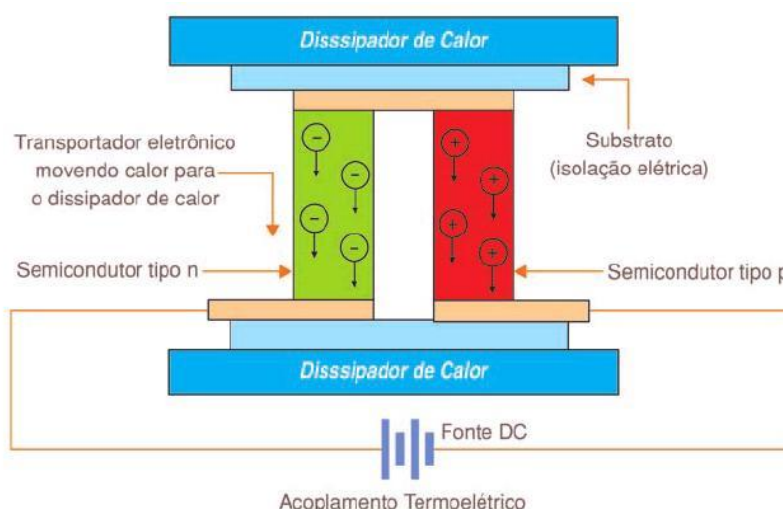 Disssipador de Calor
Transportador eletrônico
movendo calor para
o dissipador de calor
Substrato
(isolação elétrica)
− + − + − + − +
Semicondutor tipo n
Semicondutor tipo p
Disssipador de Calor
Fonte DC
Acoplamento Termoelétrico